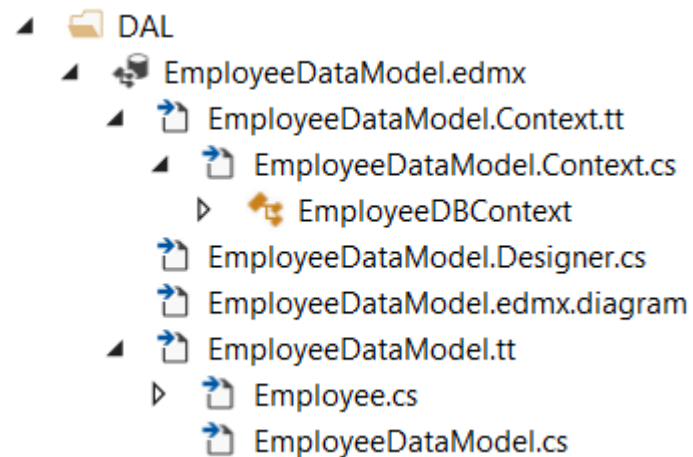 DAL
EmployeeDataModel.edmx
EmployeeDataModel.Context.tt
EmployeeDataModel.Context.cs
EmployeeDBContext
EmployeeDataModel.Designer.cs
EmployeeDataModel.edmx.diagram
EmployeeDataModel.tt
Employee.cs
EmployeeDataModel.cs